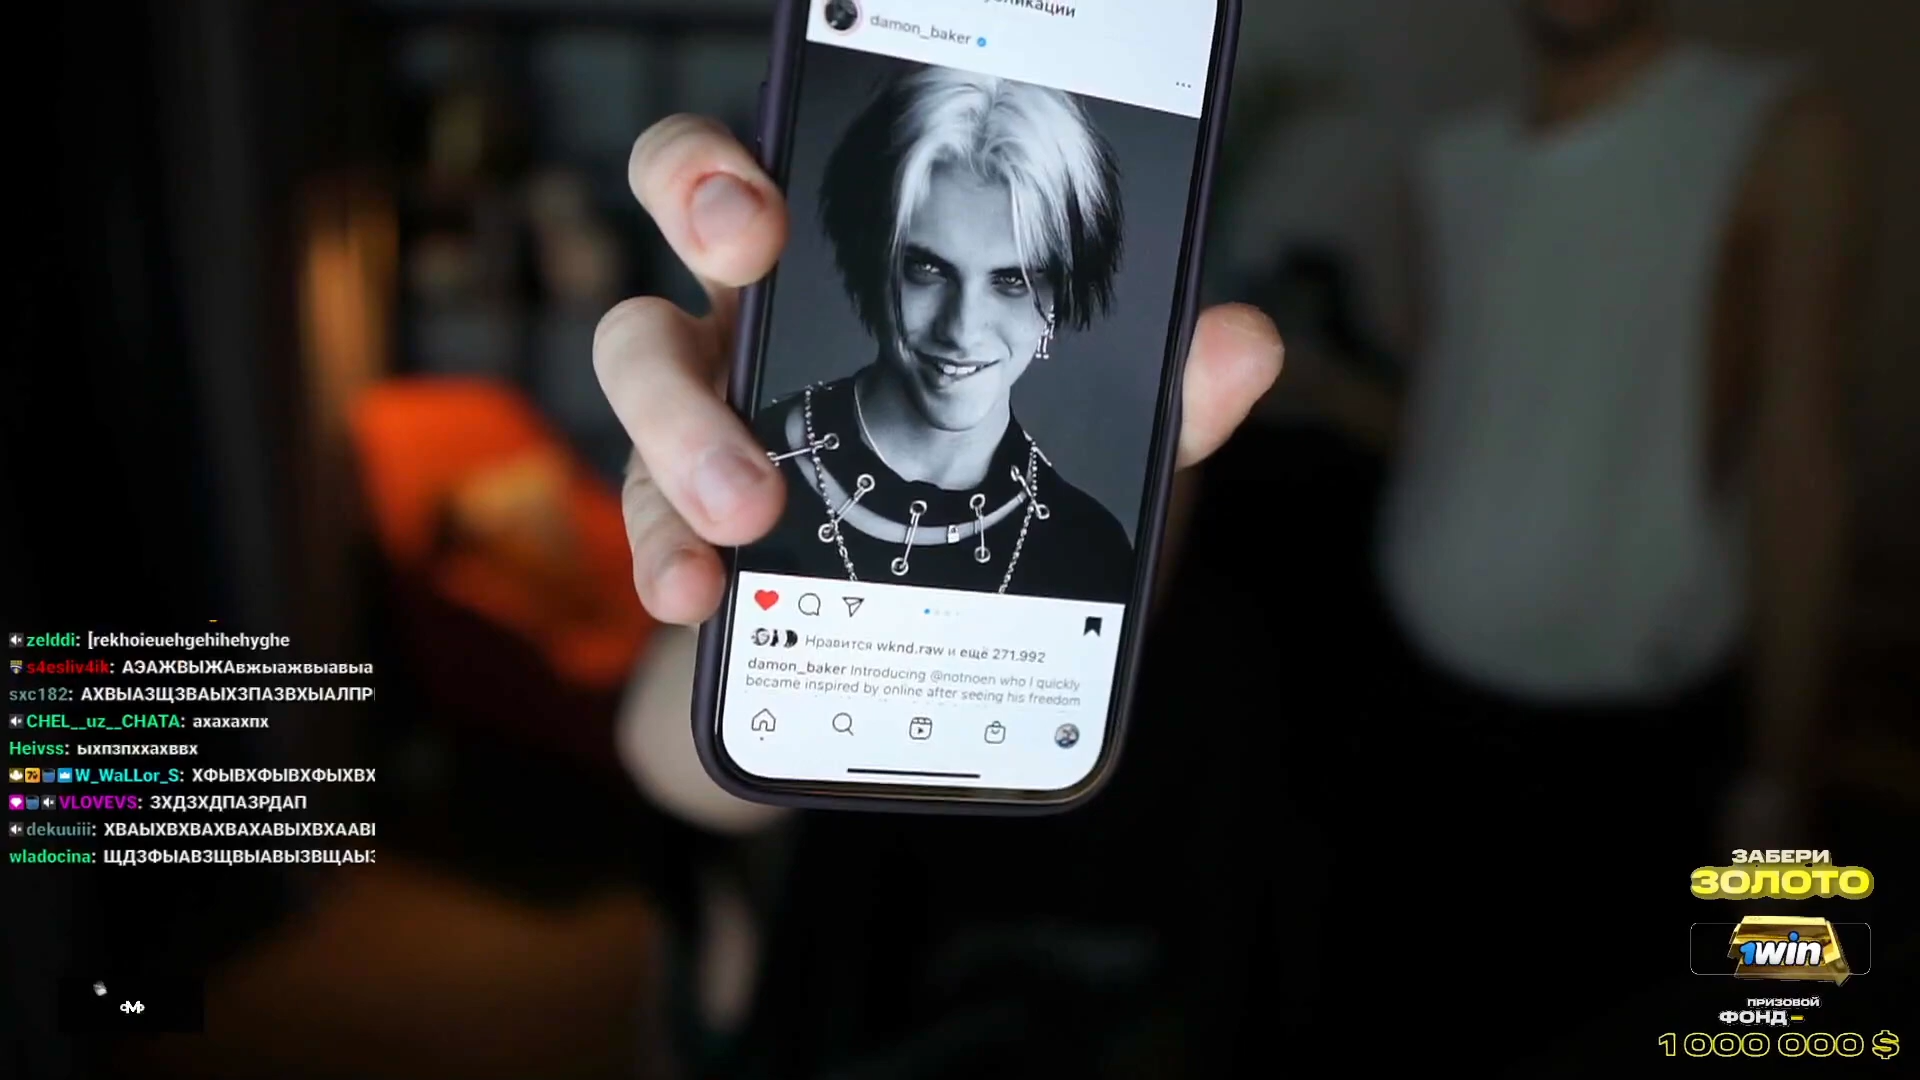 damon_baker
Нравится wknd.raw и ещё 271.992
damon_baker Introducing @notnoen who I quickly
became inspired by online after seeing his freedom
zelddi: [rekhoieuehgehihehyghe
s4esliv4ik: АЭАЖВЫЖАвжыажвыавыа
sxc182: АХВЫАЗЩЗВАЫХЗПАЗВХЫАЛПР
CHEL__uz__CHATA: ахахахпх
Heivss: ыхпзпххахввх
W_WaLLor_S: ХФЫВХФЫВХФЫХВХ
VLOVEVS: ЗХДЗХДПАЗРДАП
dekuuiii: ХВАЫХВХВАХВАХАВЫХВХААВ
wladocina: ЩДЗФЫАВЗЩВЫАВЫЗВЩАЫЗ
ЗАБЕРИ
ЗОЛОТО
1win
ПРИЗОВОЙ
ФОНД-
1 000 000 $